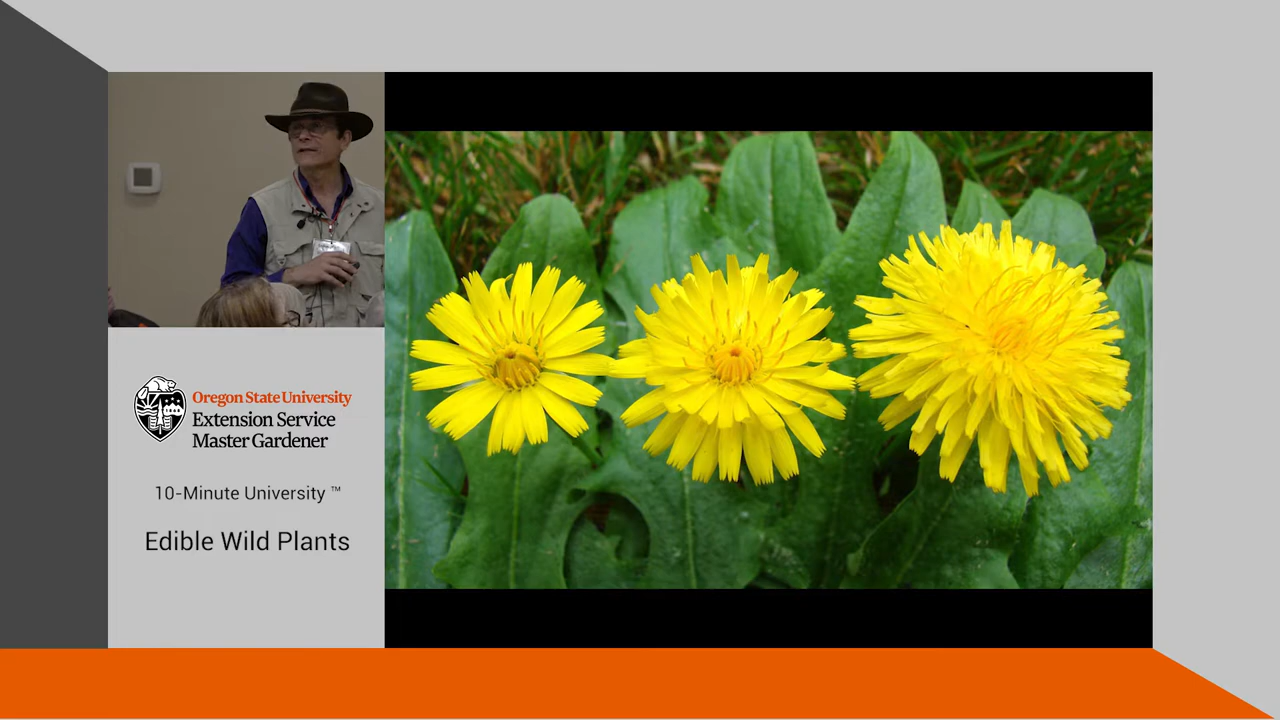 Oregon State University
Extension Service
Master Gardener
10-Minute University ™
Edible Wild Plants